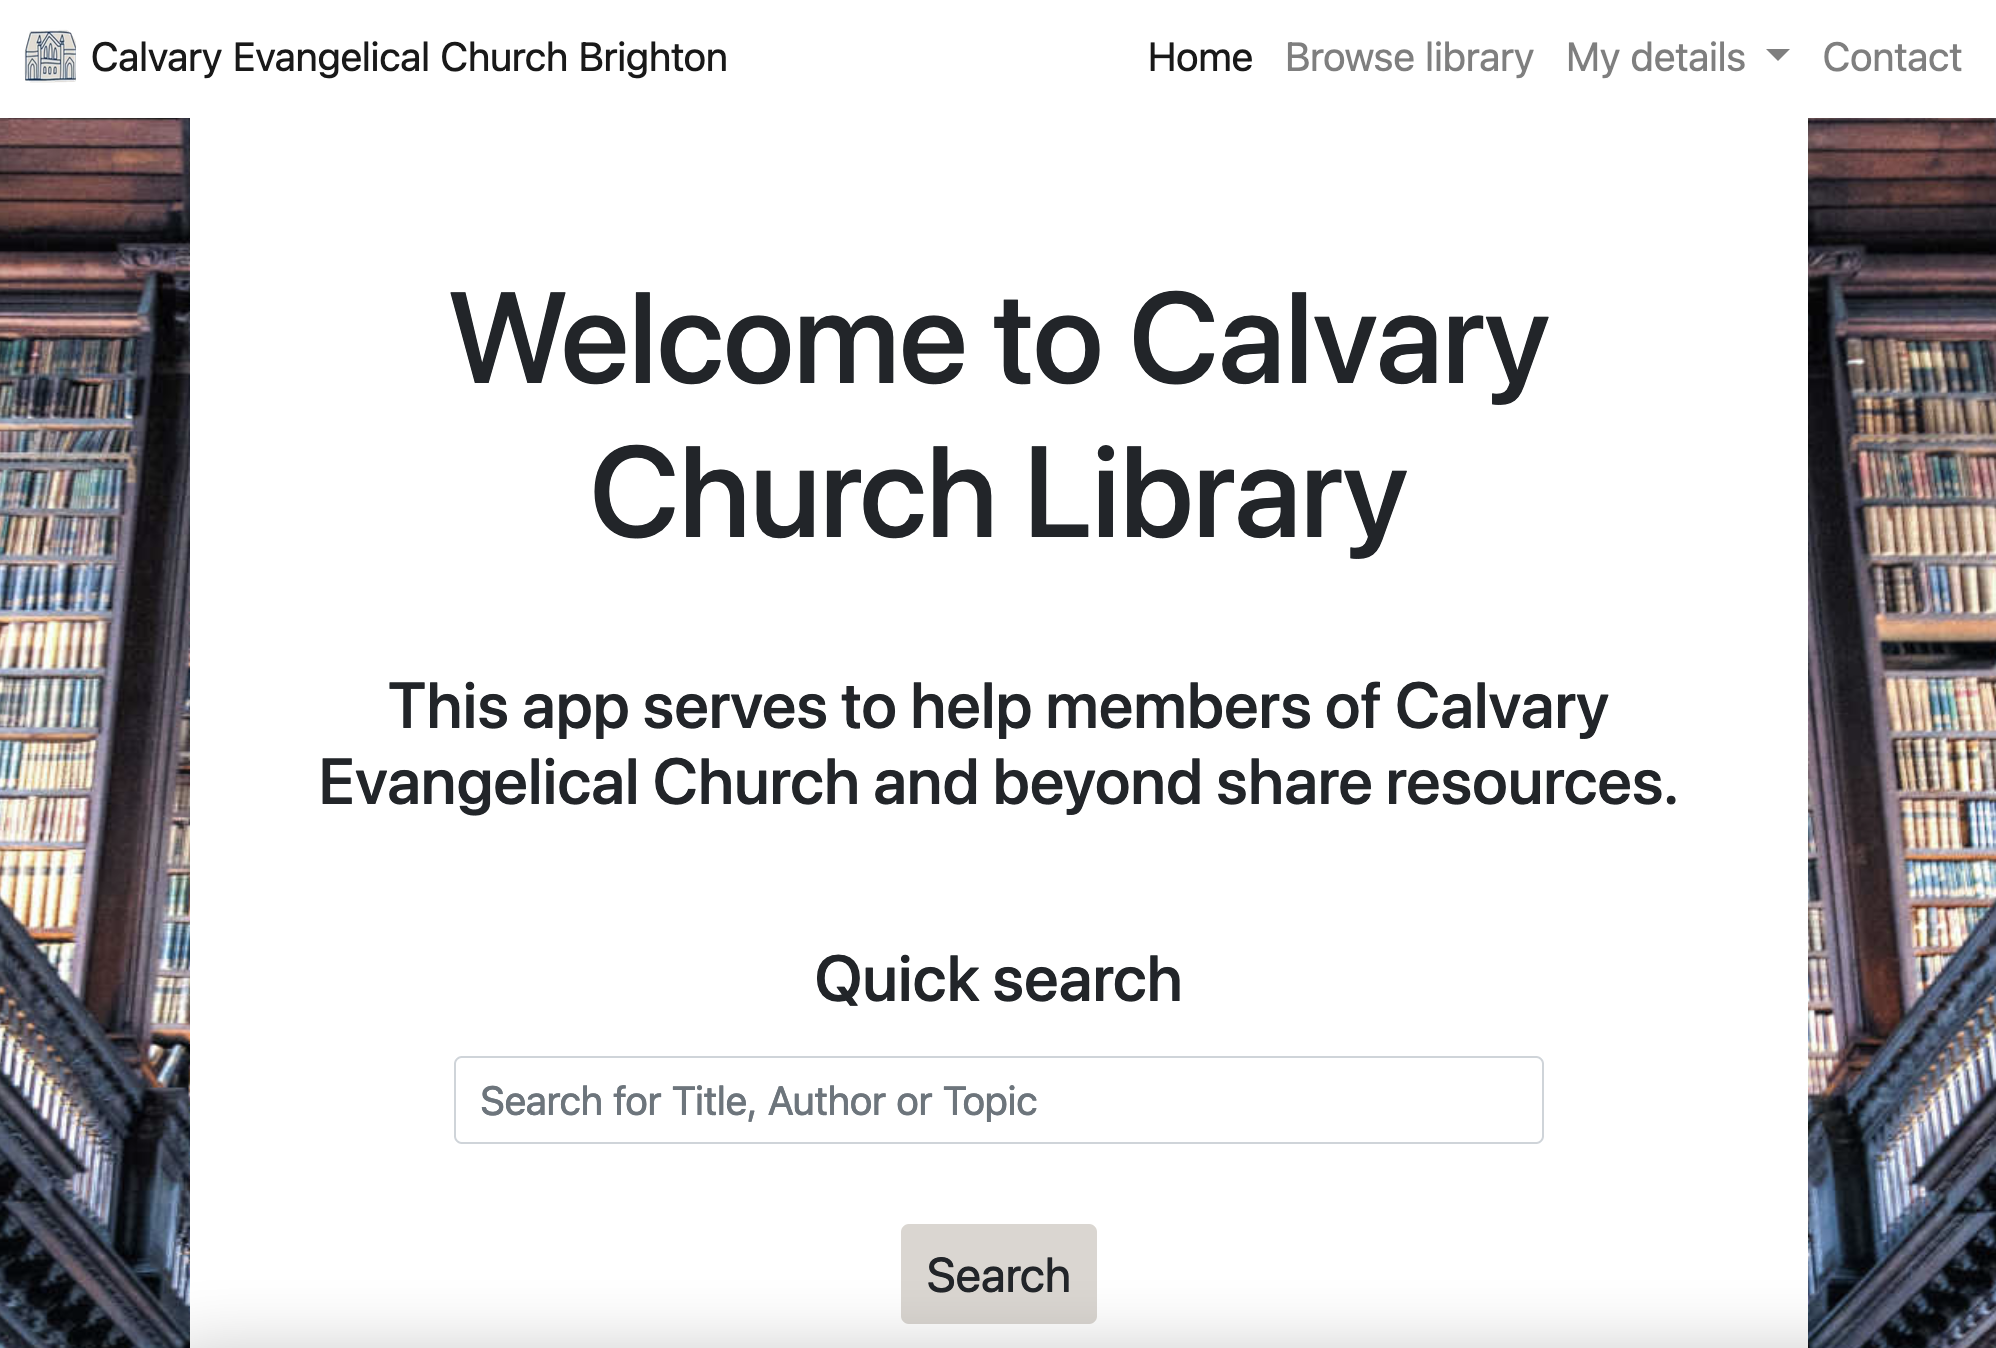 Calvary Evangelical Church Brighton
Home
Browse library
My details
Contact
Welcome to Calvary
Church Library
This app serves to help members of Calvary
Evangelical Church and beyond share resources.
Quick search
Search for Title, Author or Topic
Search